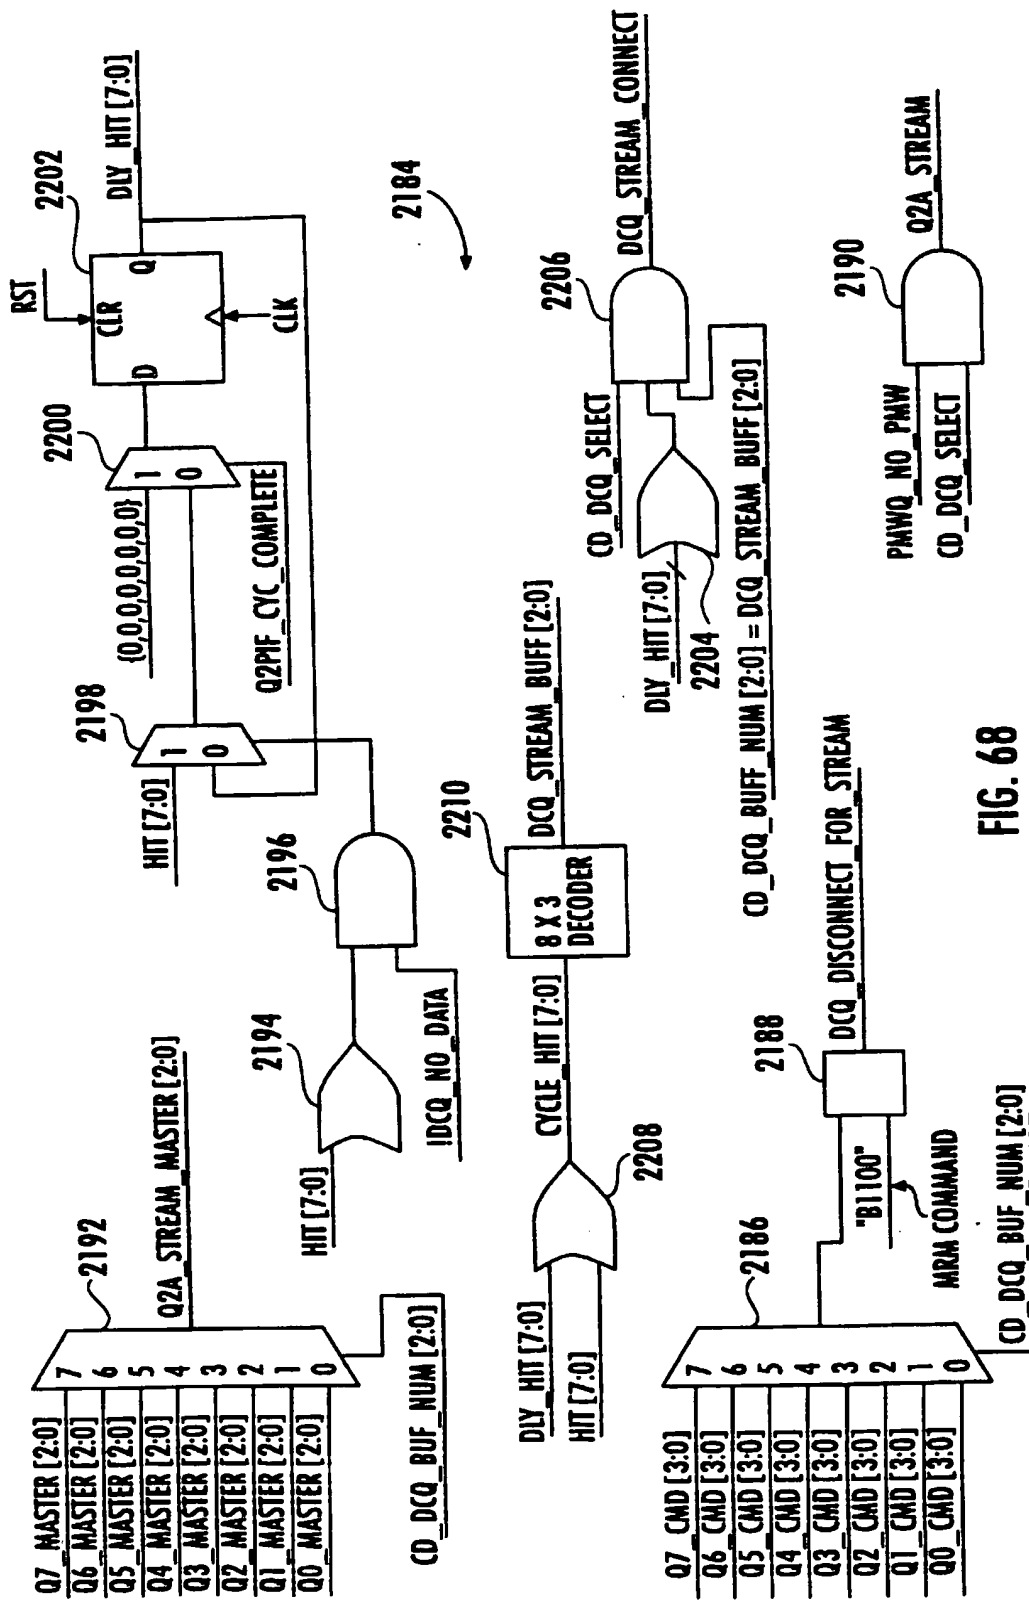 Q7_MASTER [2:0]
Q6_MASTER [2:0]
Q5_MASTER [2:0]
Q4_MASTER [2:0]
Q3_MASTER [2:0]
Q2_MASTER [2:0]
Q1_MASTER [2:0]
Q0_MASTER [2:0]
7
6
5
4
3
2
1
0
2192
Q2A_STREAM_MASTER [2:0]
CD_DCQ_BUF_NUM [2:0]
HIT [7:0]
2194
!DCQ_NO_DATA
2196
HIT [7:0]
1
0
2198
{0,0,0,0,0,0,0,0}
1
0
2200
Q2PIF_CYC_COMPLETE
RST
D
CLR
Q
CLK
2202
DLY_HIT [7:0]
2184
DLY_HIT [7:0]
HIT [7:0]
2208
CYCLE_HIT [7:0]
8 X 3
DECODER
2210
DCQ_STREAM_BUFF [2:0]
CD_DCQ_SELECT
DLY_HIT [7:0]
2204
CD_DCQ_BUFF_NUM [2:0] = DCQ_STREAM_BUFF [2:0]
2206
DCQ_STREAM_CONNECT
Q7_CMD [3:0]
Q6_CMD [3:0]
Q5_CMD [3:0]
Q4_CMD [3:0]
Q3_CMD [3:0]
Q2_CMD [3:0]
Q1_CMD [3:0]
Q0_CMD [3:0]
7
6
5
4
3
2
1
0
2186
CD_DCQ_BUF_NUM [2:0]
"B1100"
MRM COMMAND
2188
DCQ_DISCONNECT_FOR_STREAM
PMWQ_NO_PMW
CD_DCQ_SELECT
2190
Q2A_STREAM
FIG. 68